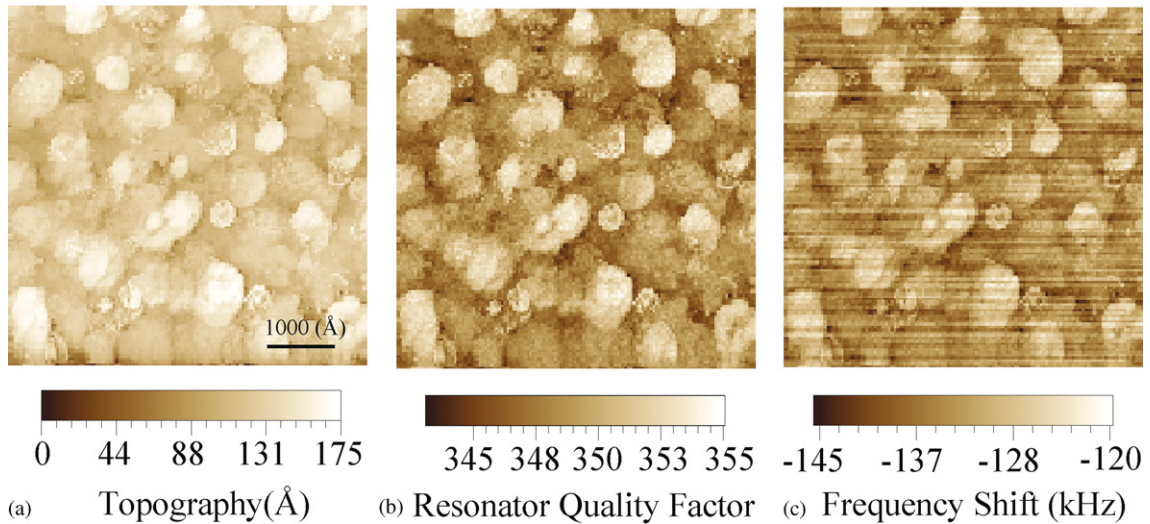 1000 (Å)
0 44 88 131 175
345 348 350 353 355
-145 -137 -128 -120
(a) Topography(Å)
(b) Resonator Quality Factor
(c) Frequency Shift (kHz)